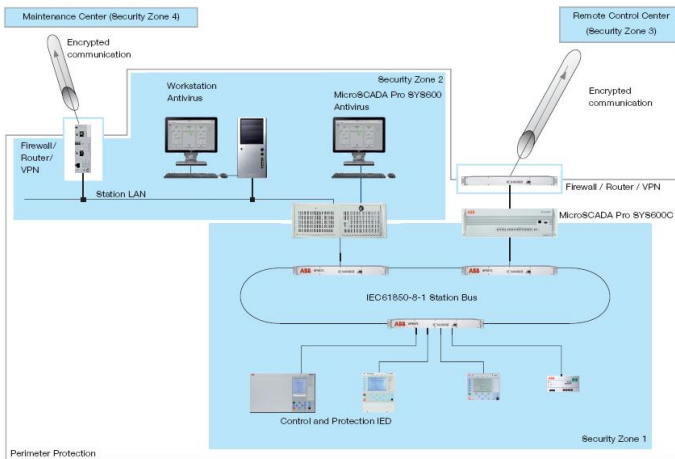 Maintenance Center (Security Zone 4)
Remote Control Center
(Security Zone 3)
Encrypted
communication
Security Zone 2
Workstation
Antivirus
MicroSCADA Pro SYS600
Antivirus
Encrypted
communication
Firewall/
Router/
VPN
Station LAN
Firewall / Router / VPN
ABB
MicroSCADA Pro SYS600C
ABB
ABB
IEC61850-8-1 Station Bus
ABB
Control and Protection IED
Security Zone 1
Perimeter Protection